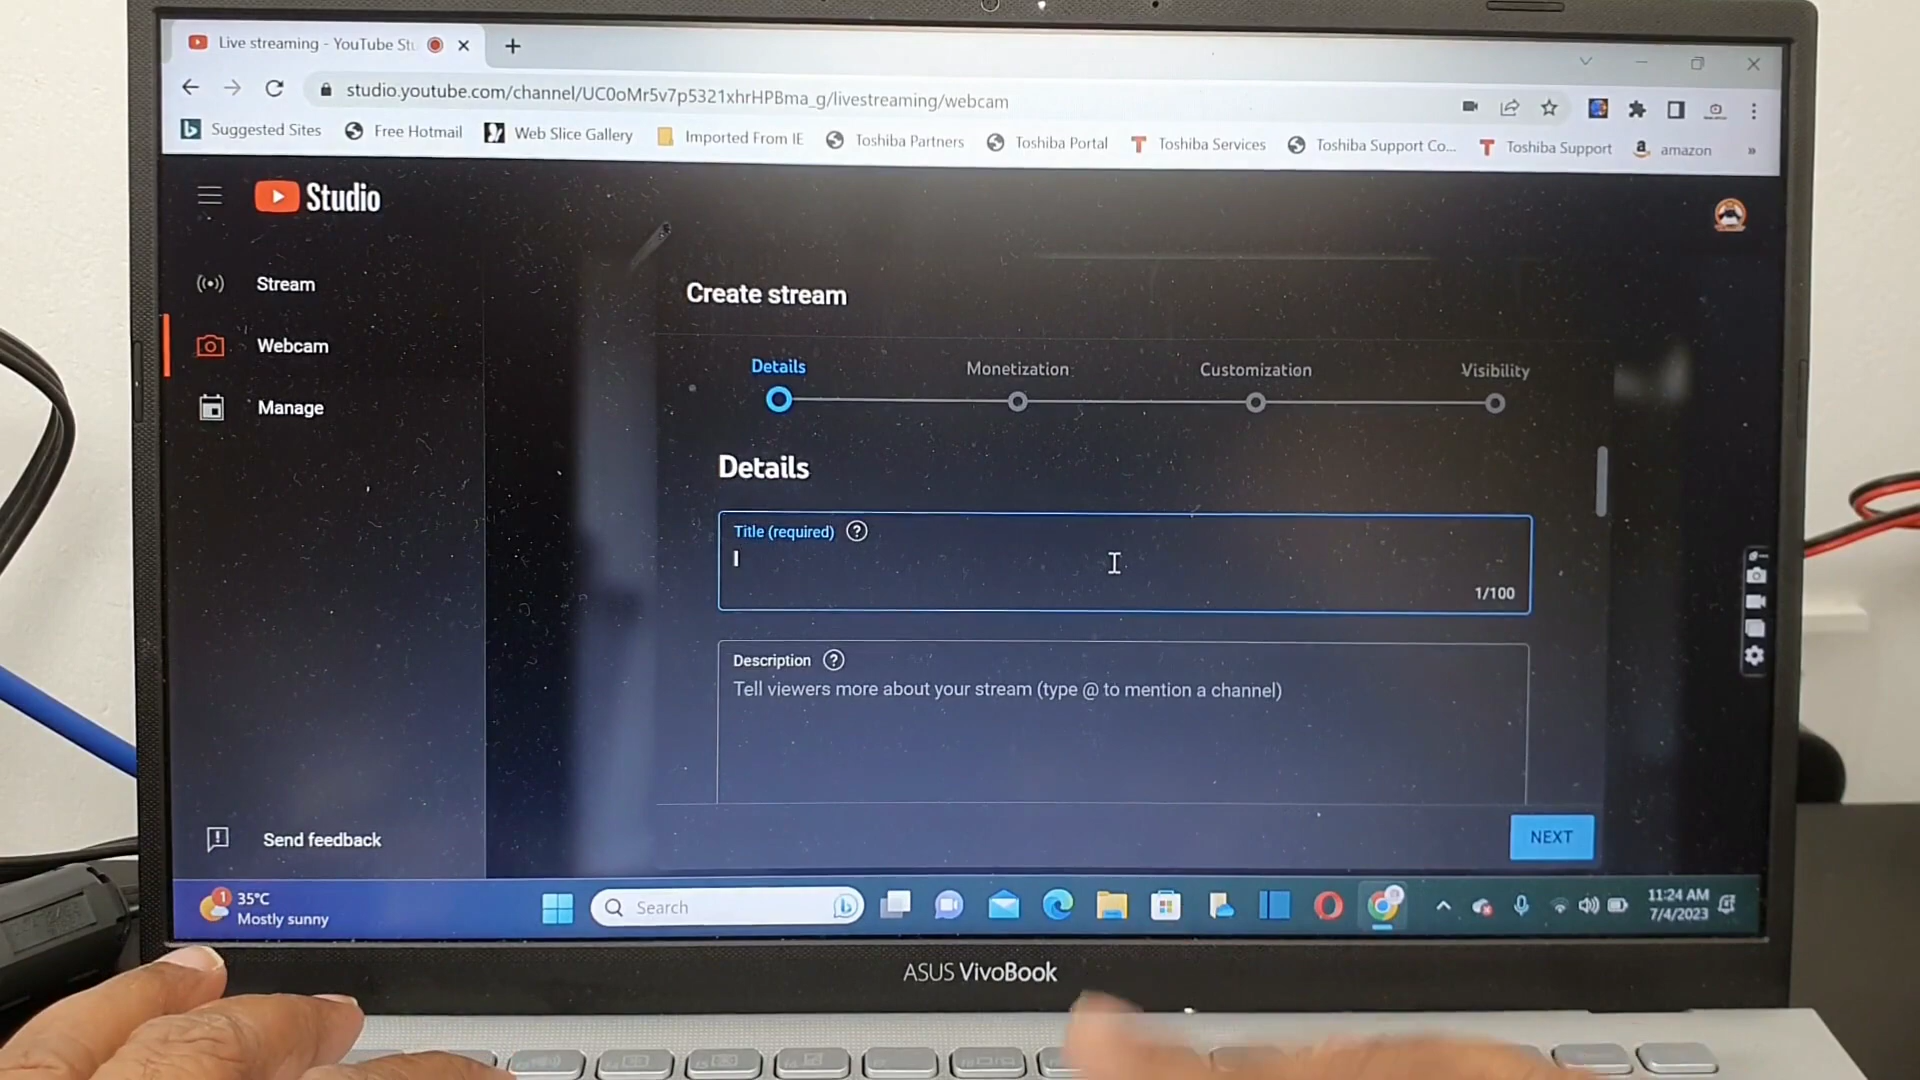 Live streaming - YouTube Stu
studio.youtube.com/channel/UC0oMr5v7p5321xhrHPBma_g/livestreaming/webcam
Suggested Sites Free Hotmail Web Slice Gallery Imported From IE Toshiba Partners Toshiba Portal Toshiba Services Toshiba Support Co... Toshiba Support amazon »
Studio
Stream
Webcam
Manage
Send feedback
Create stream
Details Monetization Customization Visibility
Details
Title (required)
I
1/100
Description
Tell viewers more about your stream (type @ to mention a channel)
NEXT
1 35°C
Mostly sunny
Search
11:24 AM
7/4/2023
ASUS VivoBook